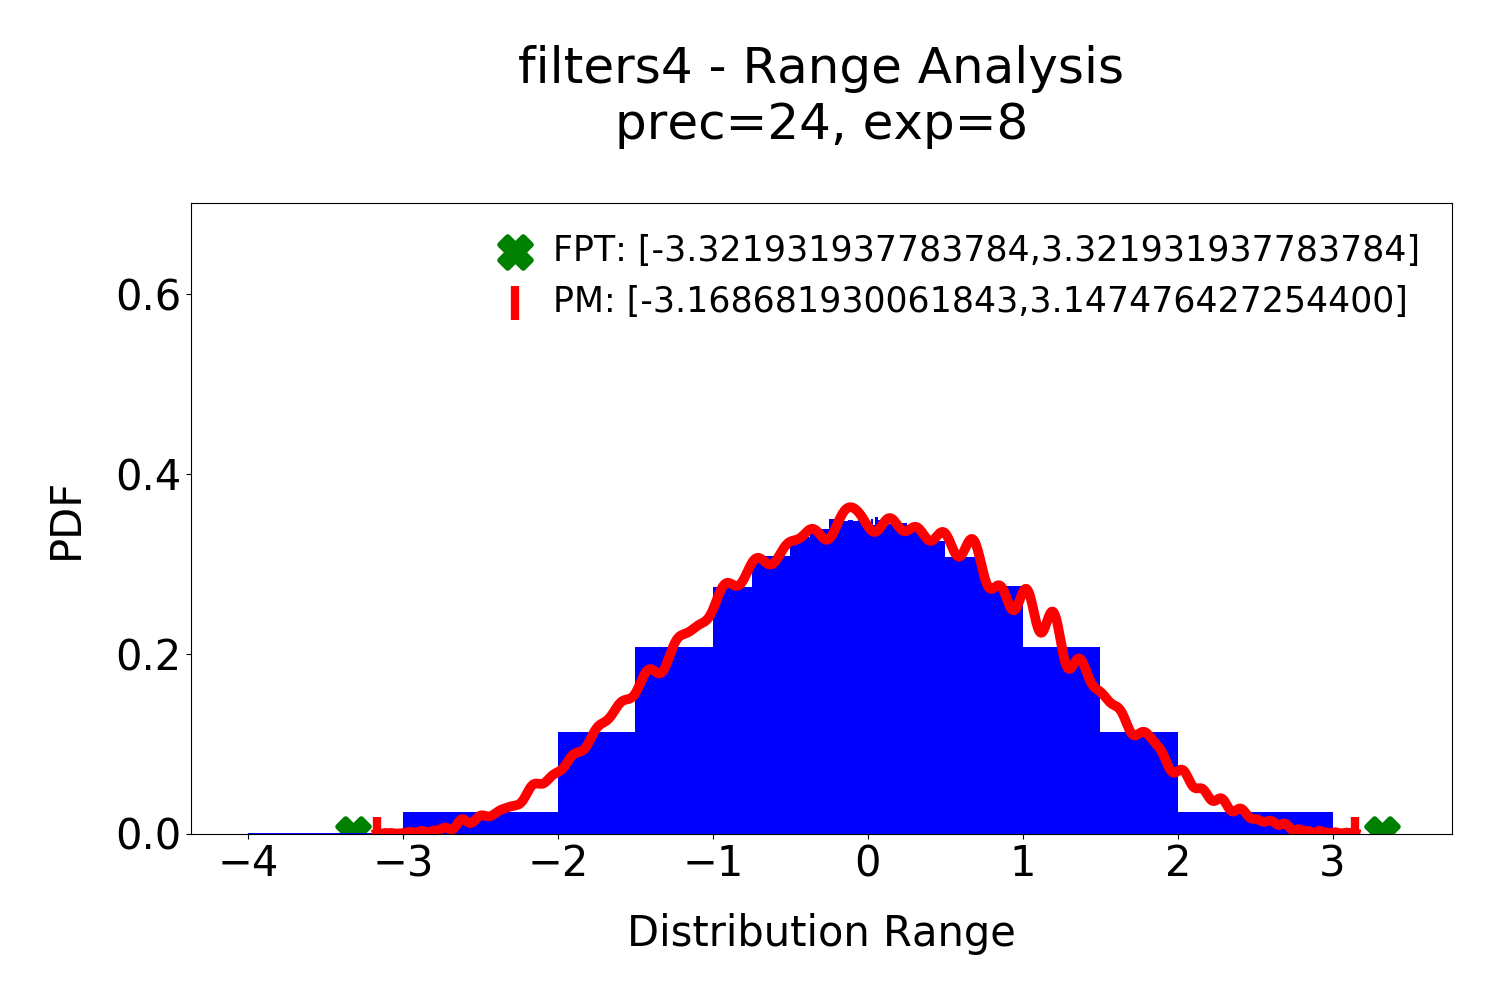 filters4 - Range Analysis
prec=24, exp=8
FPT: [-3.321931937783784,3.321931937783784]
PM: [-3.168681930061843,3.147476427254400]
0.6
0.4
0.2
0.0
PDF
−4 −3 −2 −1 0 1 2 3
Distribution Range